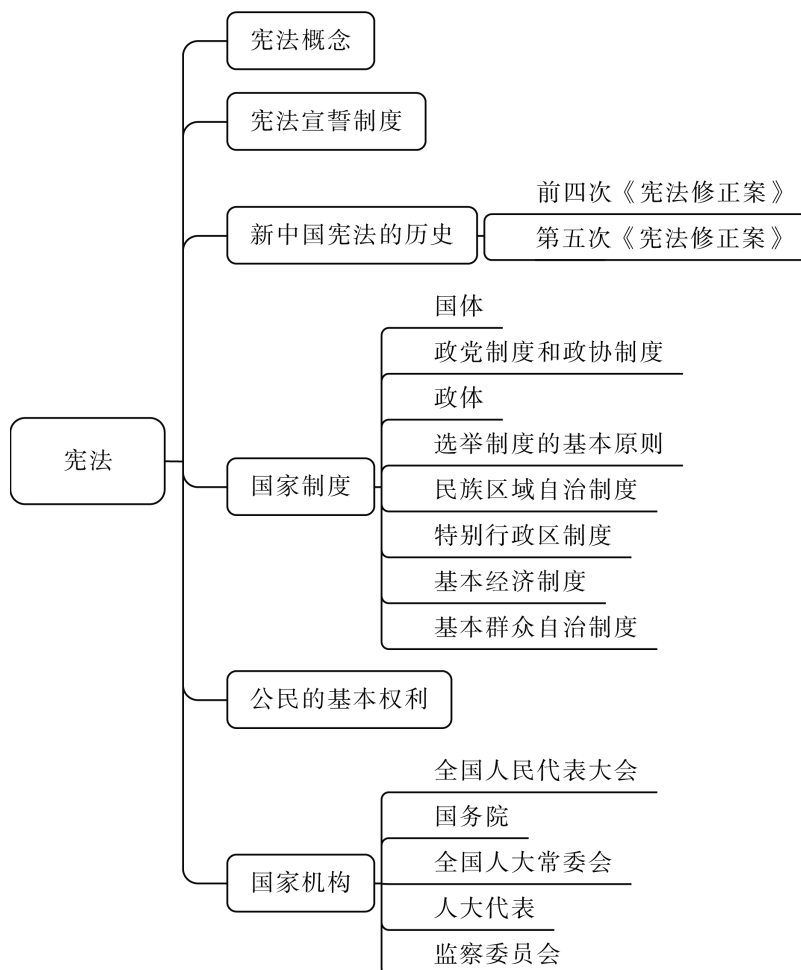 宪法概念
宪法宣誓制度
前四次《宪法修正案》
新中国宪法的历史
第五次《宪法修正案》
国体
政党制度和政协制度
政体
选举制度的基本原则
宪法
国家制度
民族区域自治制度
特别行政区制度
基本经济制度
基本群众自治制度
公民的基本权利
全国人民代表大会
国务院
全国人大常委会
国家机构
人大代表
监察委员会